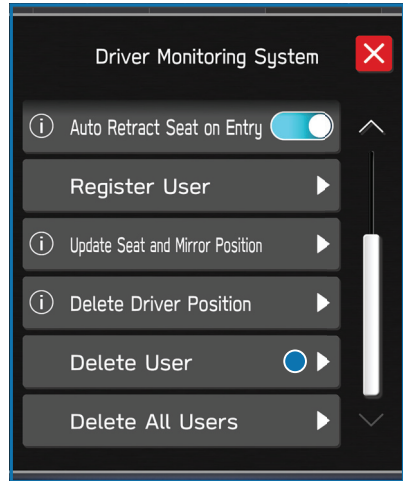 Driver Monitoring System
Auto Retract Seat on Entry
Register User
Update Seat and Mirror Position
Delete Driver Position
Delete User
Delete All Users